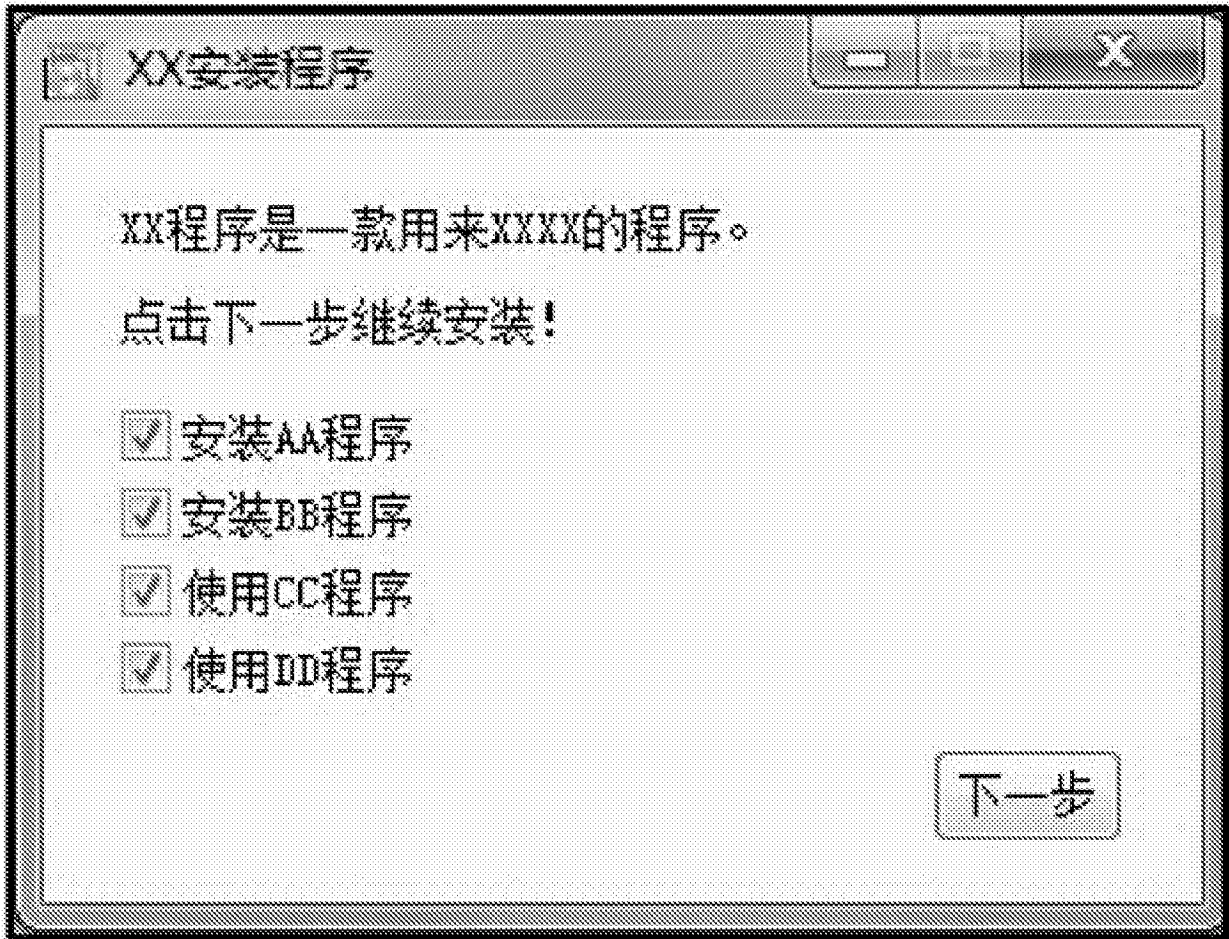 XX安装程序
XX程序是一款用来XXXX的程序。
点击下一步继续安装！
安装AA程序
安装BB程序
使用CC程序
使用DD程序
下一步